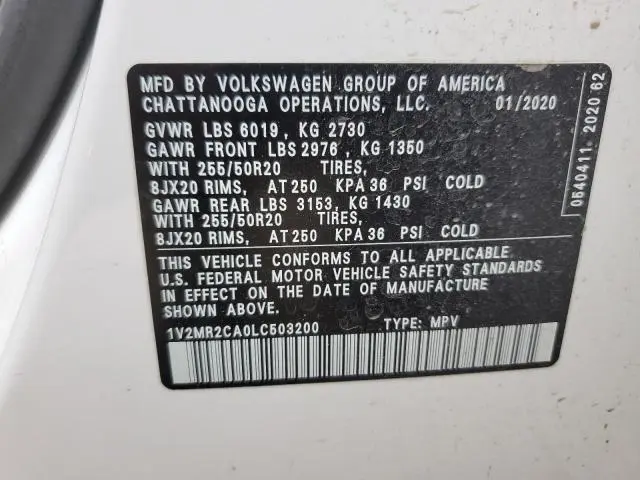 MFD BY VOLKSWAGEN GROUP OF AMERICA
CHATTANOOGA OPERATIONS, LLC. 01/2020
GVWR LBS 6019 , KG 2730
GAWR FRONT LBS 2976 , KG 1350
WITH 255/50R20 TIRES,
8JX20 RIMS, AT 250 KPA 36 PSI COLD
GAWR REAR LBS 3153, KG 1430
WITH 255/50R20 TIRES,
8JX20 RIMS, AT 250 KPA 36 PSI COLD
THIS VEHICLE CONFORMS TO ALL APPLICABLE
U.S. FEDERAL MOTOR VEHICLE SAFETY STANDARDS
IN EFFECT ON THE DATE OF MANUFACTURE
SHOWN ABOVE.
1V2MR2CA0LC503200 TYPE: MPV
0540411 2020 62